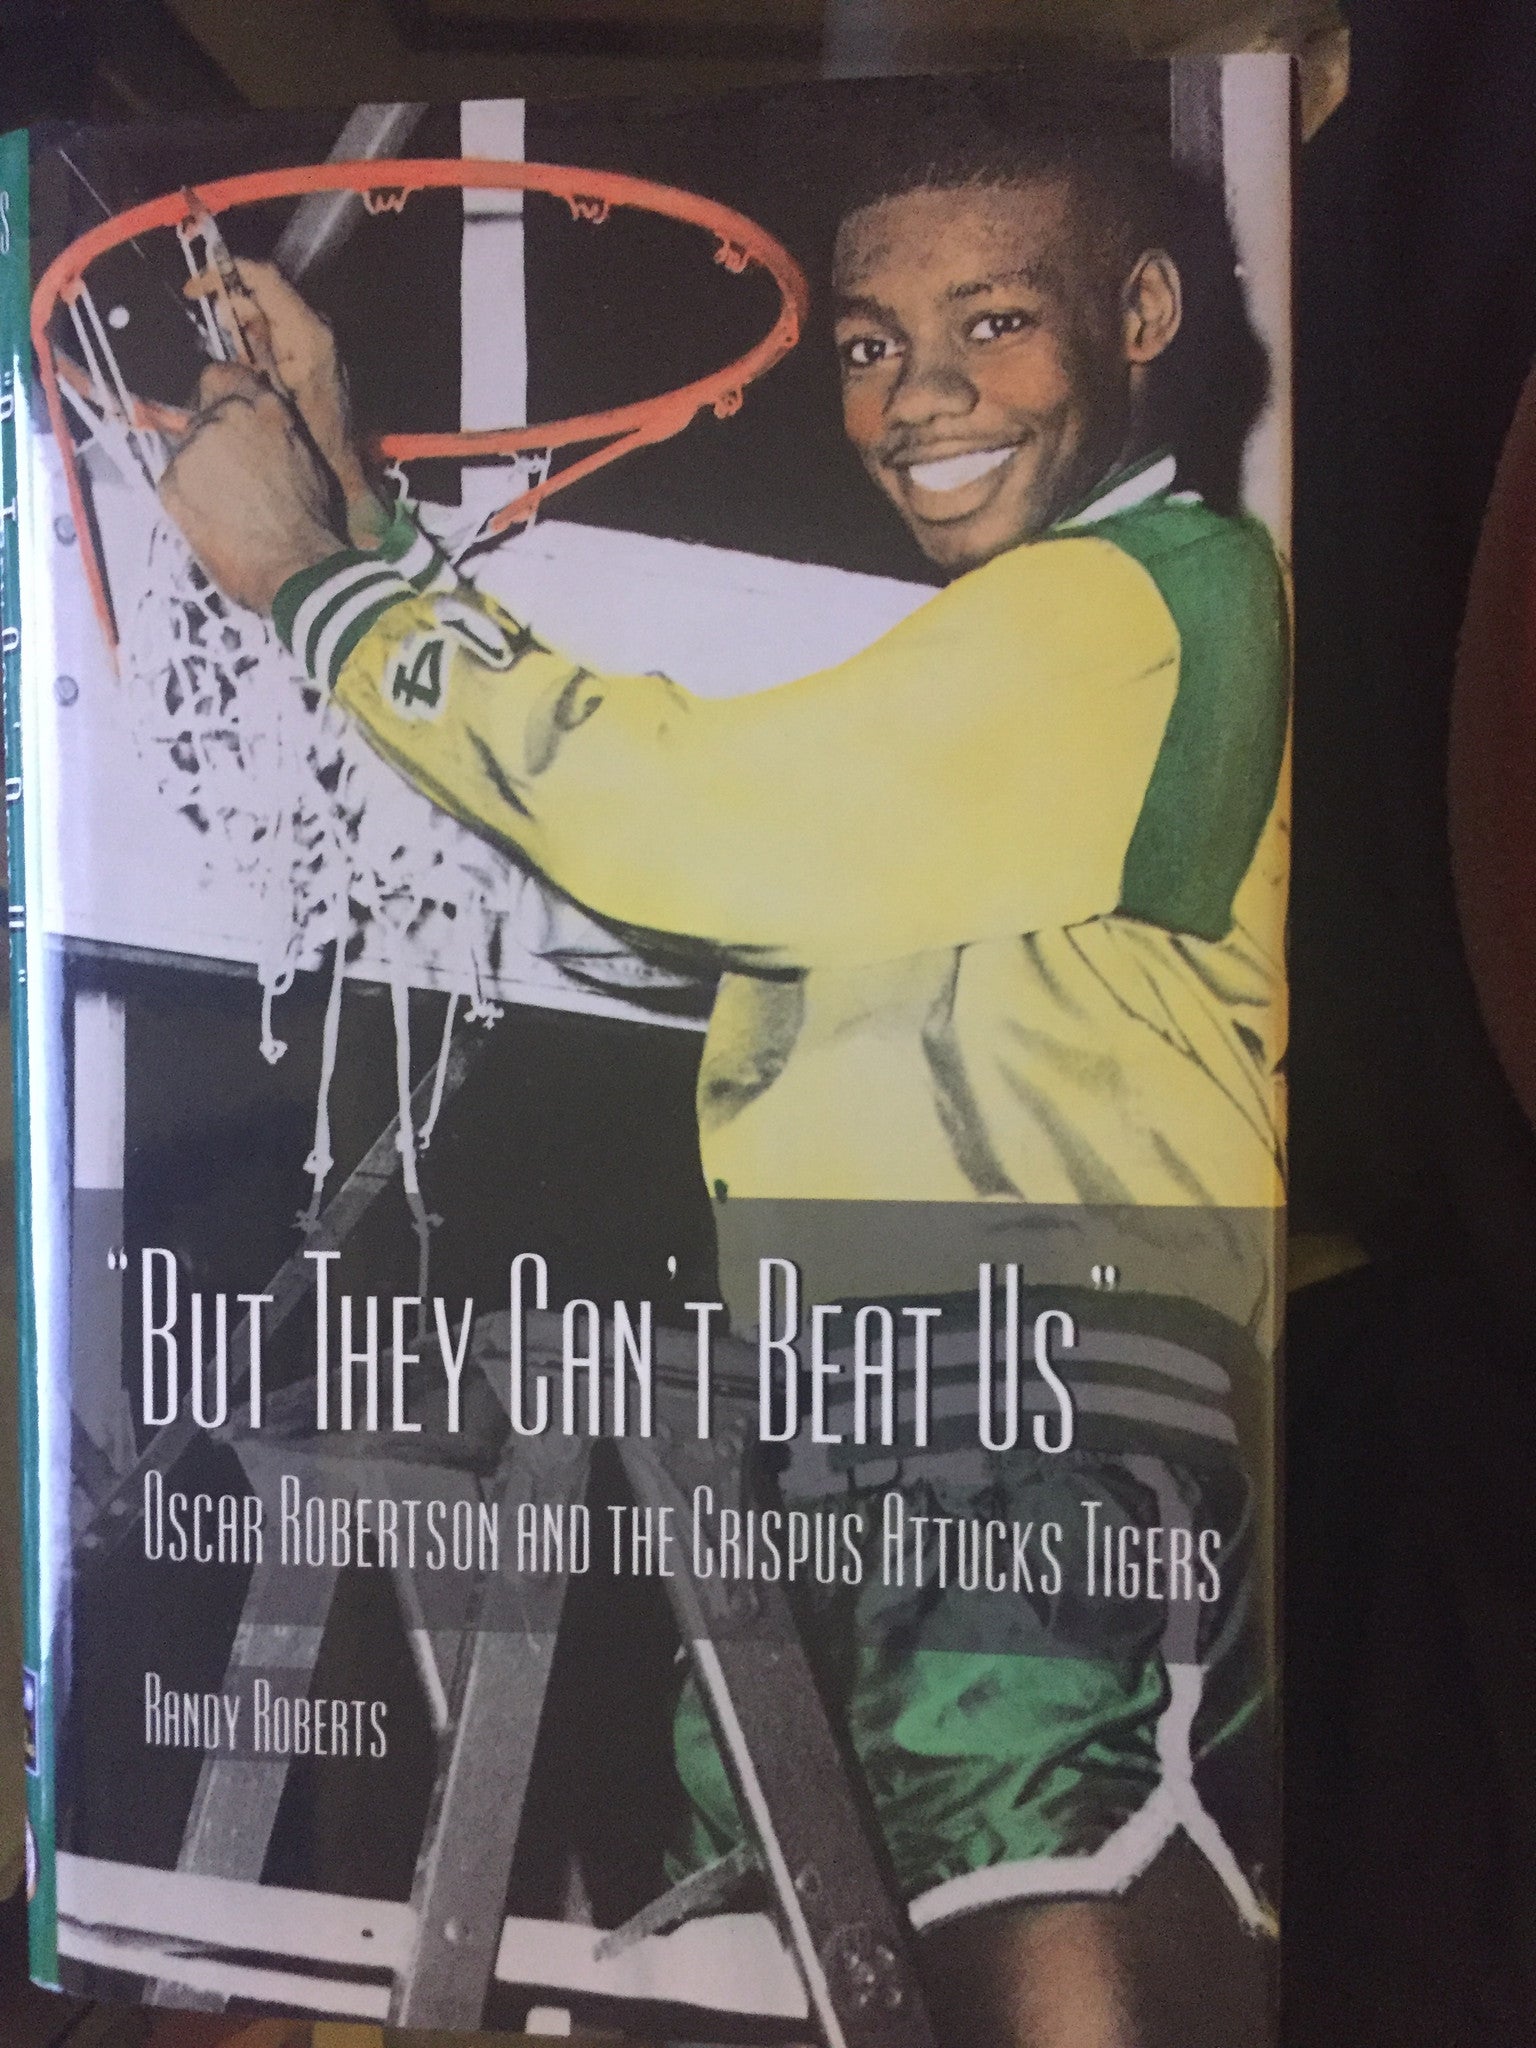 "But They Can't Beat Us"
Oscar Robertson and the Crispus Attucks Tigers
Randy Roberts